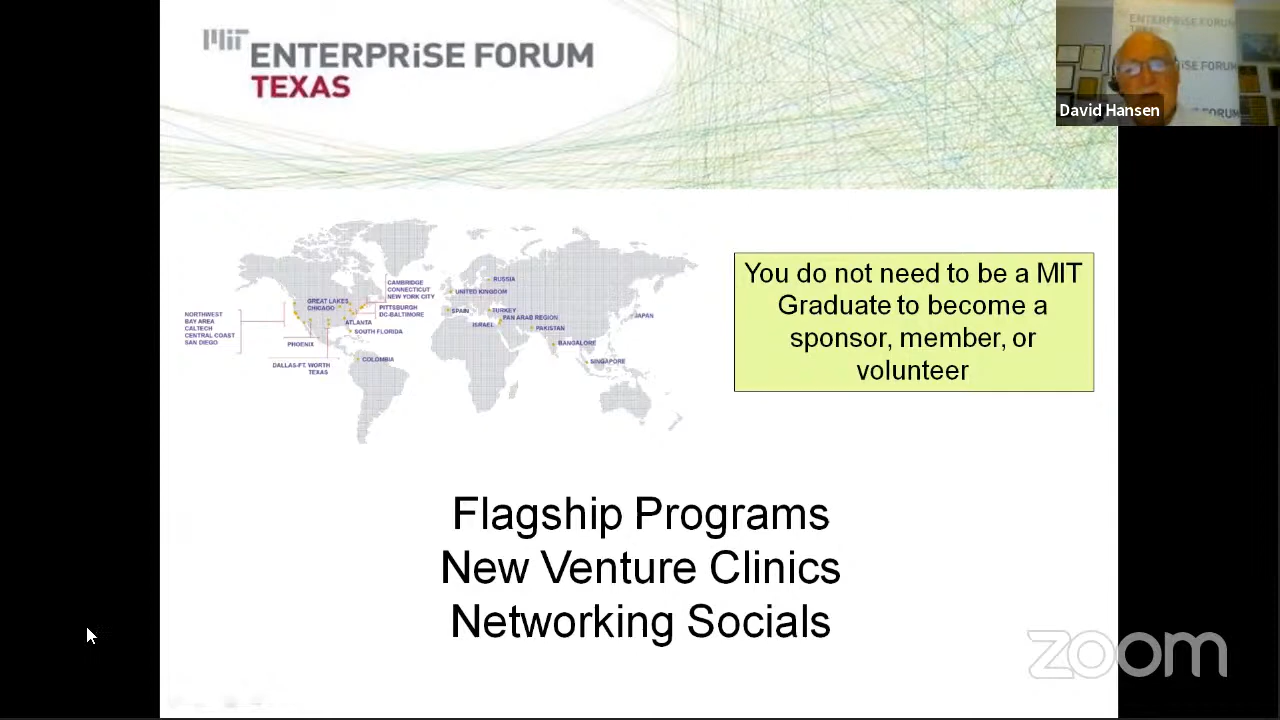 MIT
ENTERPRISE FORUM
TEXAS
ENTERPRISE FORUM
TEXAS
David Hansen
RUSSIA
CAMBRIDGE
CONNECTICUT
NEW YORK CITY
UNITED KINGDOM
GREAT LAKES
CHICAGO
PITTSBURGH
DC-BALTIMORE
SPAIN
TURKEY
PAN ARAB REGION
JAPAN
NORTHWEST
BAY AREA
CALTECH
CENTRAL COAST
SAN DIEGO
ATLANTA
ISRAEL
PAKISTAN
SOUTH FLORIDA
PHOENIX
BANGALORE
COLOMBIA
SINGAPORE
DALLAS-FT. WORTH
TEXAS
You do not need to be a MIT
Graduate to become a
sponsor, member, or
volunteer
Flagship Programs
New Venture Clinics
Networking Socials
zoom